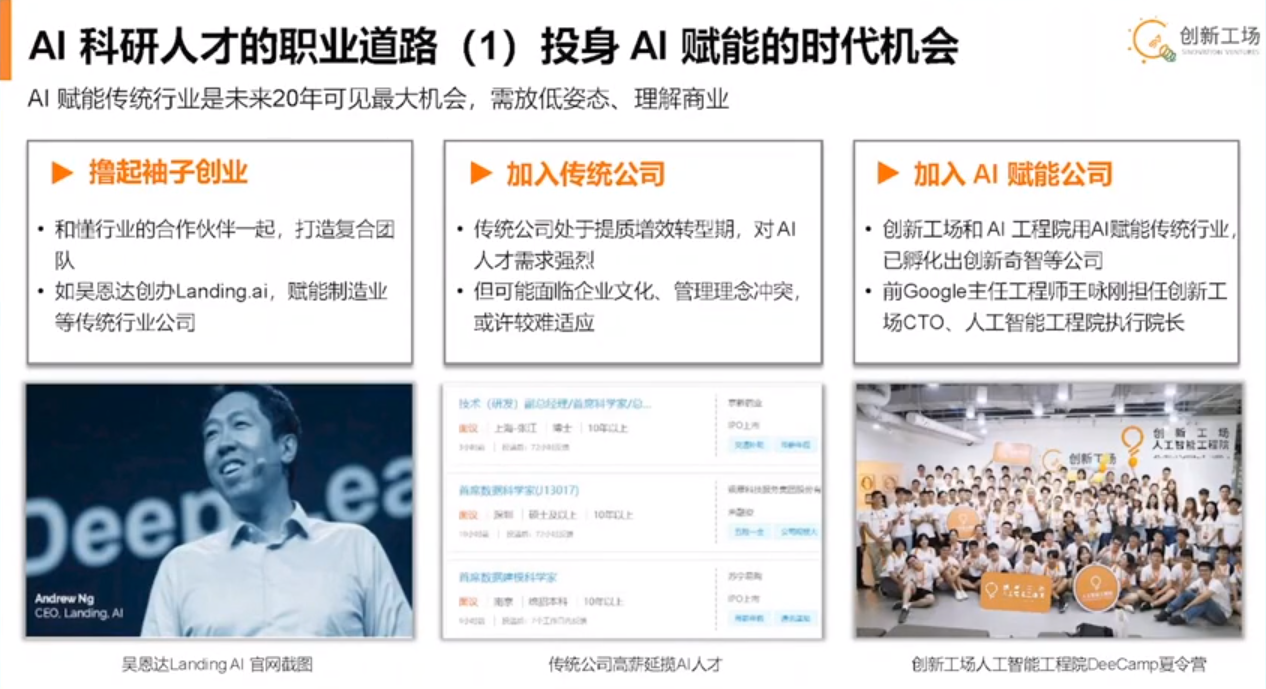 AI 科研人才的职业道路（1）投身 AI 赋能的时代机会
创新工场
SINOVATION VENTURES
AI 赋能传统行业是未来20年可见最大机会，需放低姿态、理解商业
撸起袖子创业
• 和懂行业的合作伙伴一起，打造复合团
队
• 如吴恩达创办Landing.ai，赋能制造业
等传统行业公司
加入传统公司
• 传统公司处于提质增效转型期，对AI
人才需求强烈
• 但可能面临企业文化、管理理念冲突，
或许较难适应
加入 AI 赋能公司
• 创新工场和 AI 工程院用AI赋能传统行业，
已孵化出创新奇智等公司
• 前Google主任工程师王咏刚担任创新工
场CTO、人工智能工程院执行院长
Deep Lea
Andrew Ng
CEO, Landing, AI
技术（研发）副总经理/首席科学家/总...
面议 上海-张江 博士 10年以上
IPO上市
首席数据科学家(J13017)
面议 深圳 硕士及以上 10年以上
未融资
五险一金
首席数据建模科学家
面议 南京 统招本科 10年以上
苏宁易购
IPO上市
创新工场
人工智能工程院
创新工场
吴恩达Landing AI 官网截图
传统公司高薪延揽AI人才
创新工场人工智能工程院DeeCamp夏令营